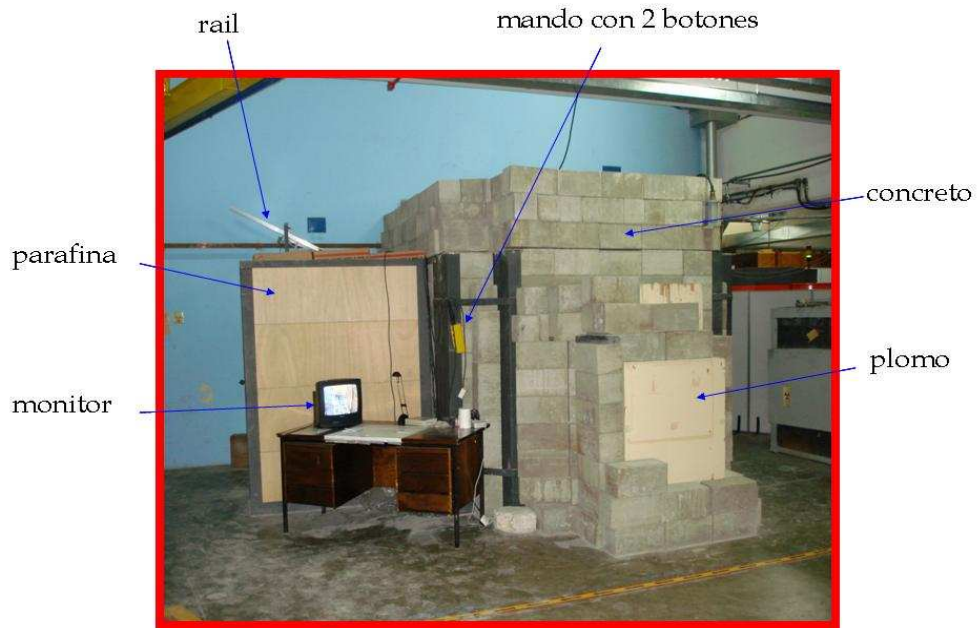 rail
mando con 2 botones
concreto
parafina
plomo
monitor